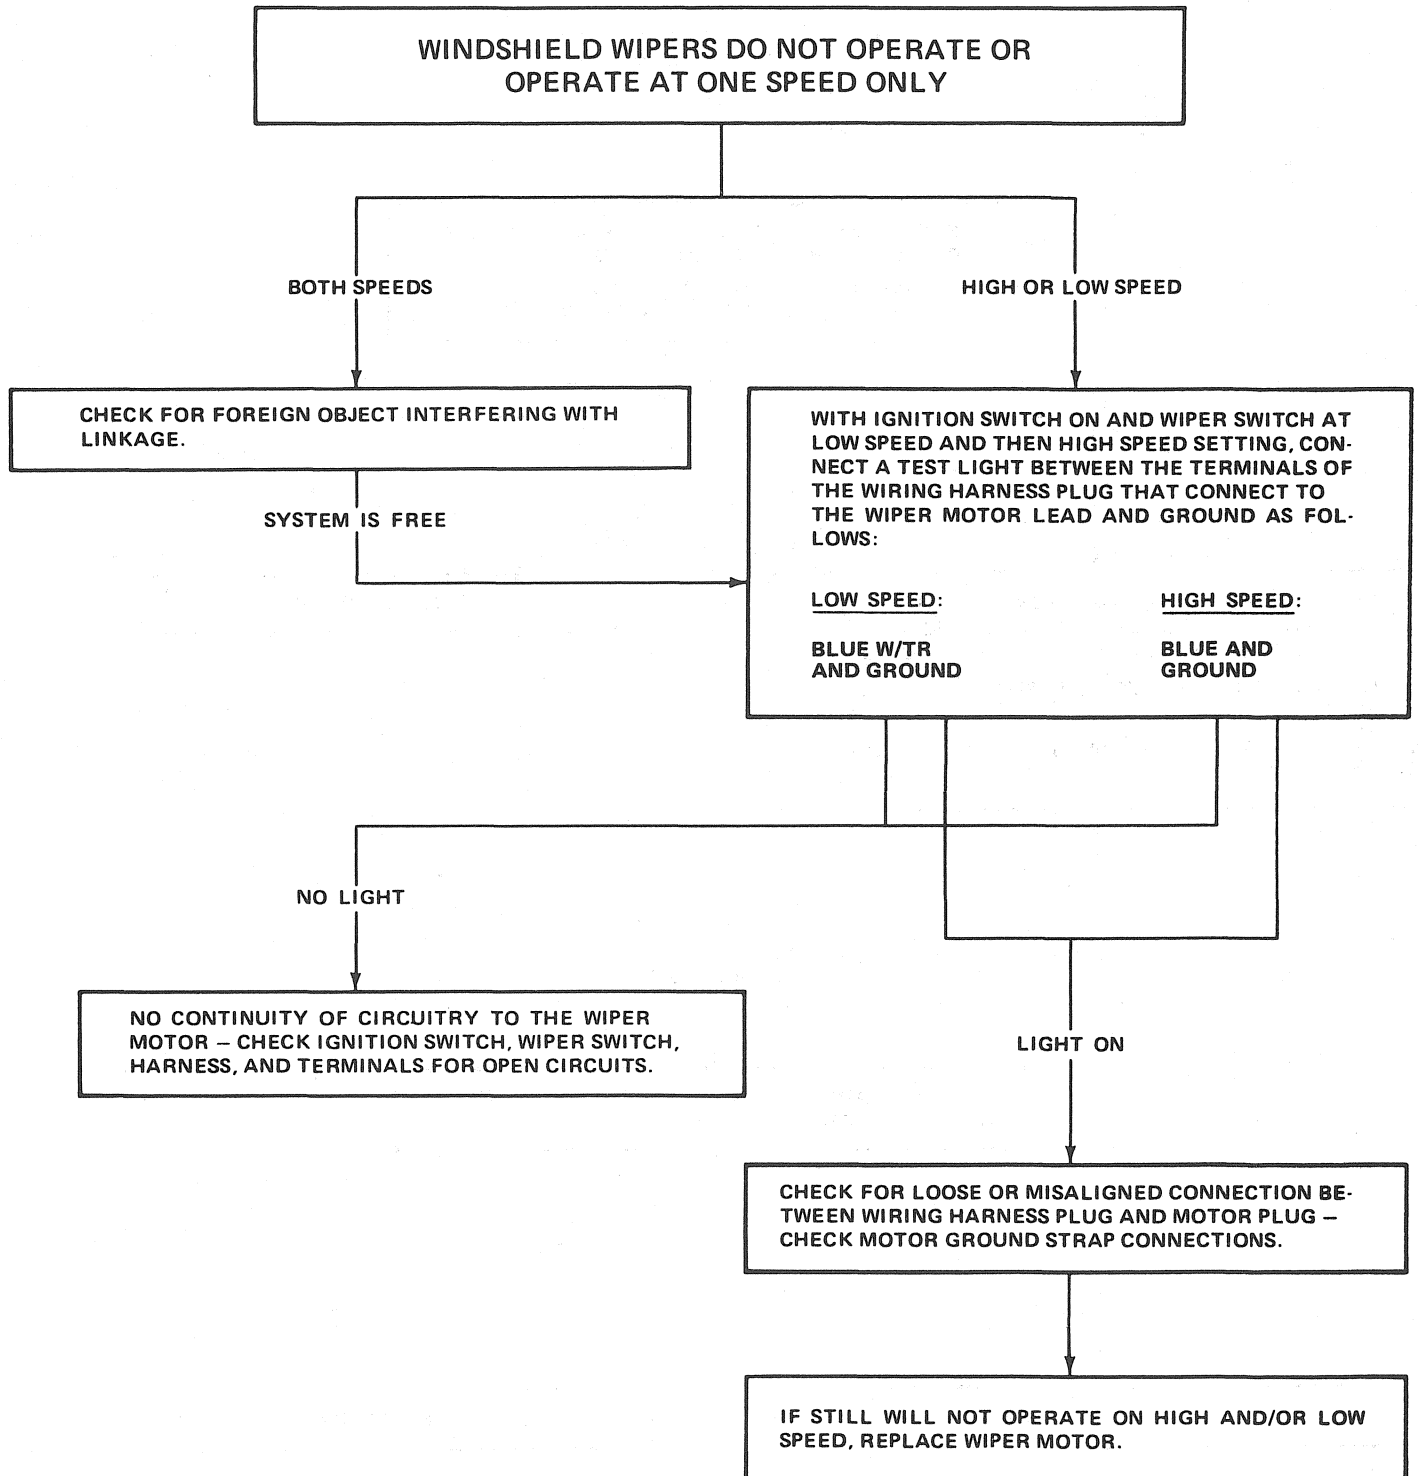 WINDSHIELD WIPERS DO NOT OPERATE OR
OPERATE AT ONE SPEED ONLY
BOTH SPEEDS
HIGH OR LOW SPEED
CHECK FOR FOREIGN OBJECT INTERFERING WITH
LINKAGE.
SYSTEM IS FREE
WITH IGNITION SWITCH ON AND WIPER SWITCH AT
LOW SPEED AND THEN HIGH SPEED SETTING, CON-
NECT A TEST LIGHT BETWEEN THE TERMINALS OF
THE WIRING HARNESS PLUG THAT CONNECT TO
THE WIPER MOTOR LEAD AND GROUND AS FOL-
LOWS:
LOW SPEED:
BLUE W/TR
AND GROUND
HIGH SPEED:
BLUE AND
GROUND
NO LIGHT
NO CONTINUITY OF CIRCUITRY TO THE WIPER
MOTOR – CHECK IGNITION SWITCH, WIPER SWITCH,
HARNESS, AND TERMINALS FOR OPEN CIRCUITS.
LIGHT ON
CHECK FOR LOOSE OR MISALIGNED CONNECTION BE-
TWEEN WIRING HARNESS PLUG AND MOTOR PLUG –
CHECK MOTOR GROUND STRAP CONNECTIONS.
IF STILL WILL NOT OPERATE ON HIGH AND/OR LOW
SPEED, REPLACE WIPER MOTOR.